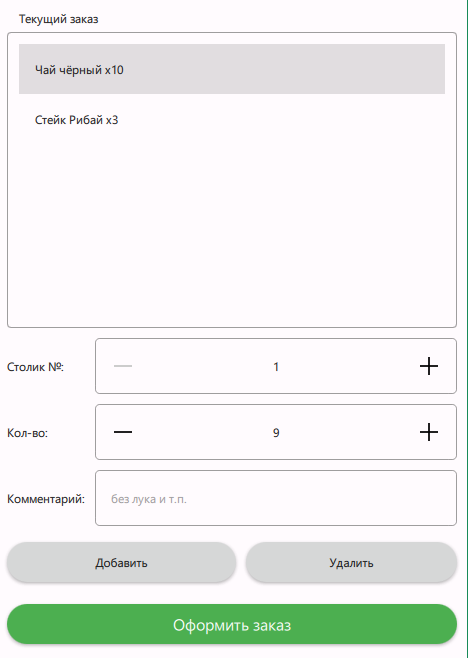 Текущий заказ
Чай чёрный x10
Стейк Рибай x3
Столик №:
1
Кол-во:
9
Комментарий:
без лука и т.п.
Добавить
Удалить
Оформить заказ